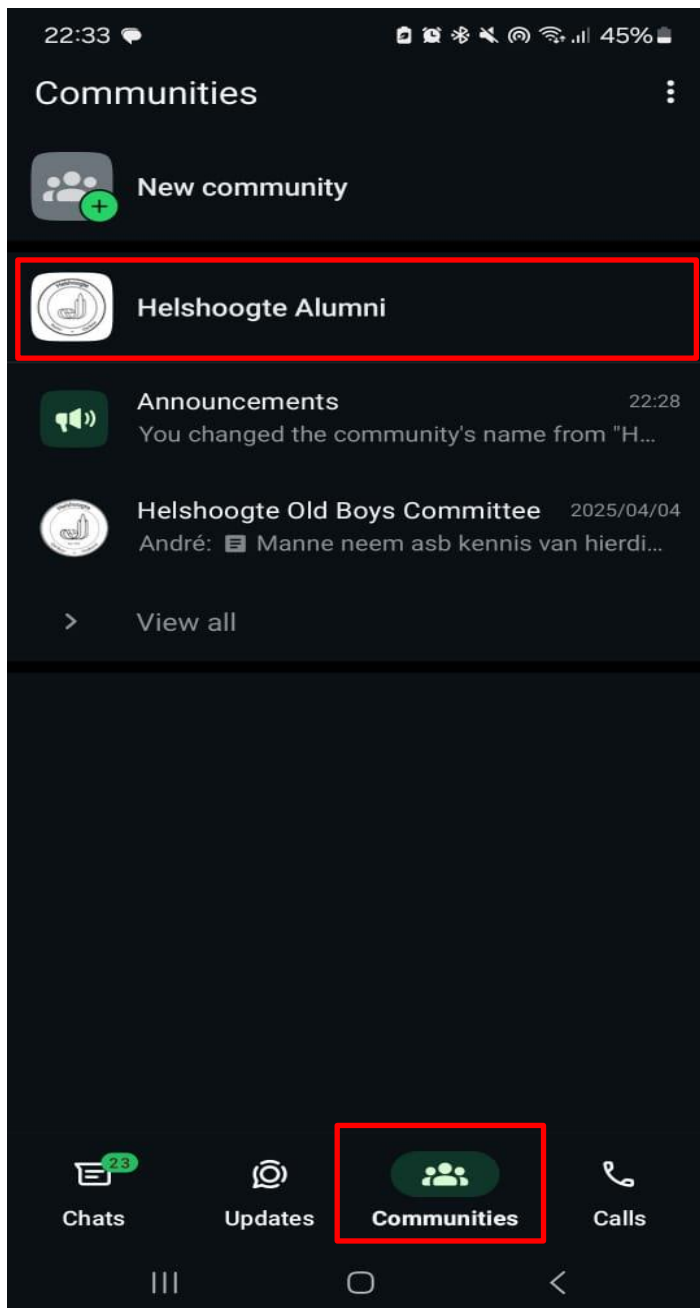 22:33
45%
Communities
New community
Helshoogte Alumni
Announcements 22:28
You changed the community's name from "H...
Helshoogte Old Boys Committee 2025/04/04
André: Manne neem asb kennis van hierdi...
View all
23
Chats Updates Communities Calls